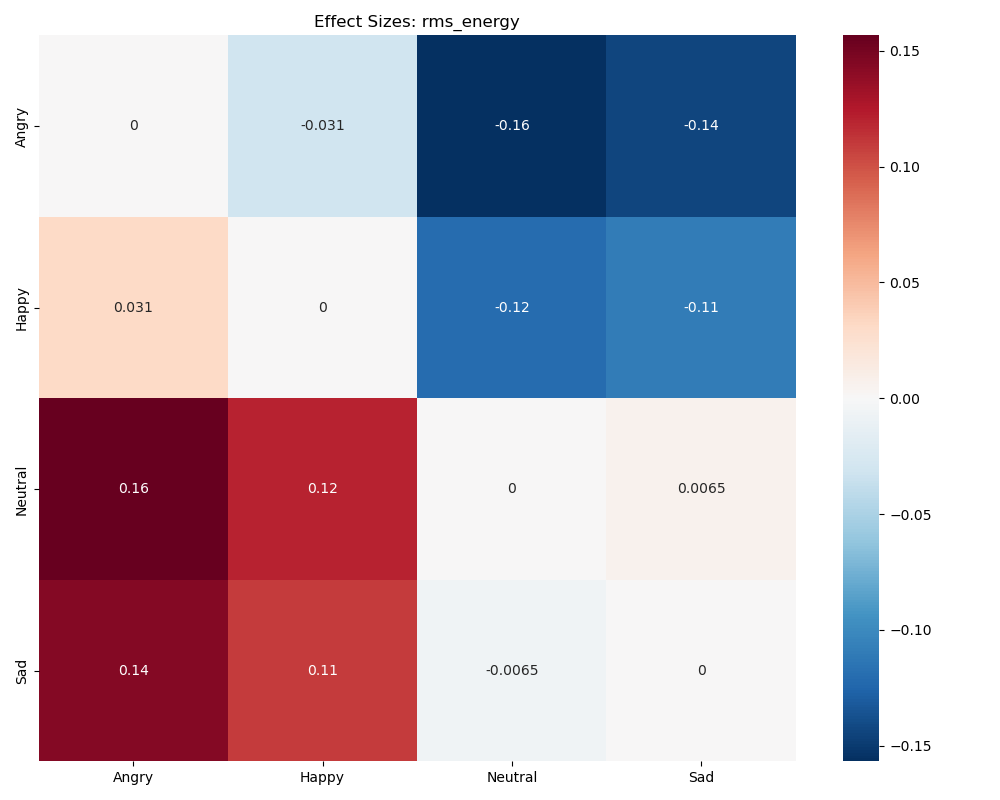 Effect Sizes: rms_energy
Angry 0 -0.031 -0.16 -0.14
Happy 0.031 0 -0.12 -0.11
Neutral 0.16 0.12 0 0.0065
Sad 0.14 0.11 -0.0065 0
Angry Happy Neutral Sad
0.15
0.10
0.05
0.00
−0.05
−0.10
−0.15